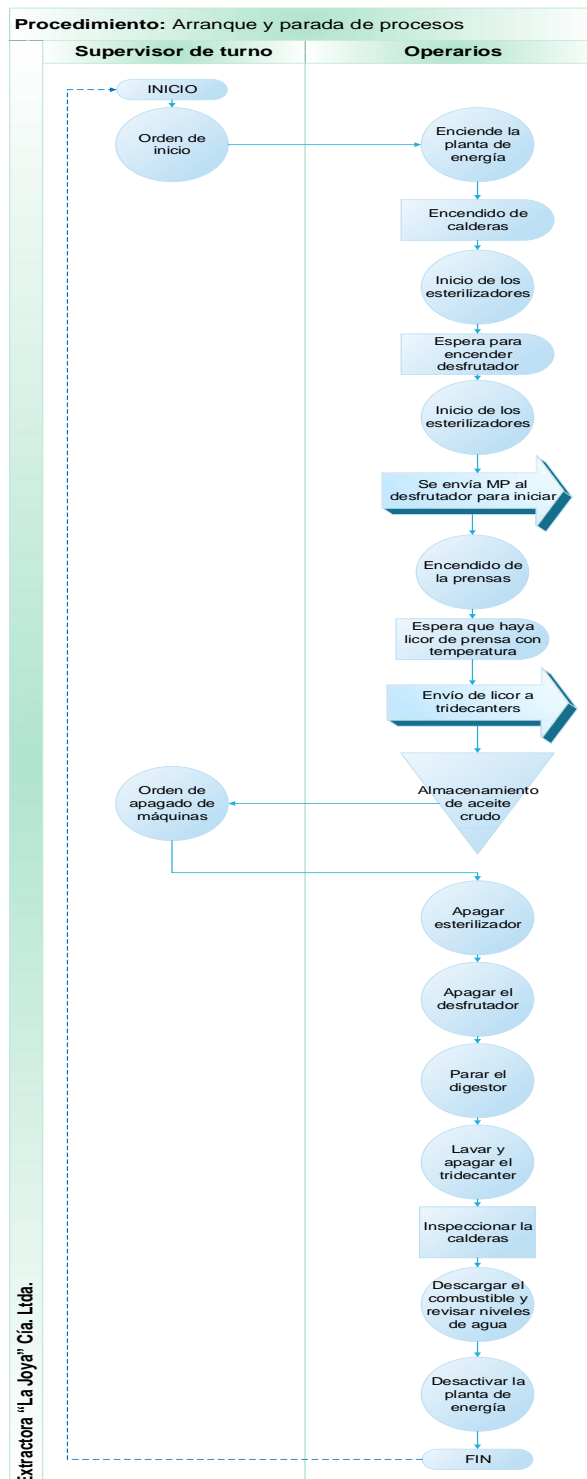 Procedimiento: Arranque y parada de procesos
Supervisor de turno
Operarios
INICIO
Orden de
inicio
Enciende la
planta de
energía
Encendido de
calderas
Inicio de los
esterilizadores
Espera para
encender
desfrutador
Inicio de los
esterilizadores
Se envía MP al
desfrutador para iniciar
Encendido de
la prensas
Espera que haya
licor de prensa con
temperatura
Envío de licor a
tridecanters
Almacenamiento
de aceite
crudo
Orden de
apagado de
máquinas
Apagar
esterilizador
Apagar el
desfrutador
Parar el
digestor
Lavar y
apagar el
tridecanter
Inspeccionar la
calderas
Descargar el
combustible y
revisar niveles
de agua
Desactivar la
planta de
energía
FIN
xtractora “La Joya” Cía. Ltda.